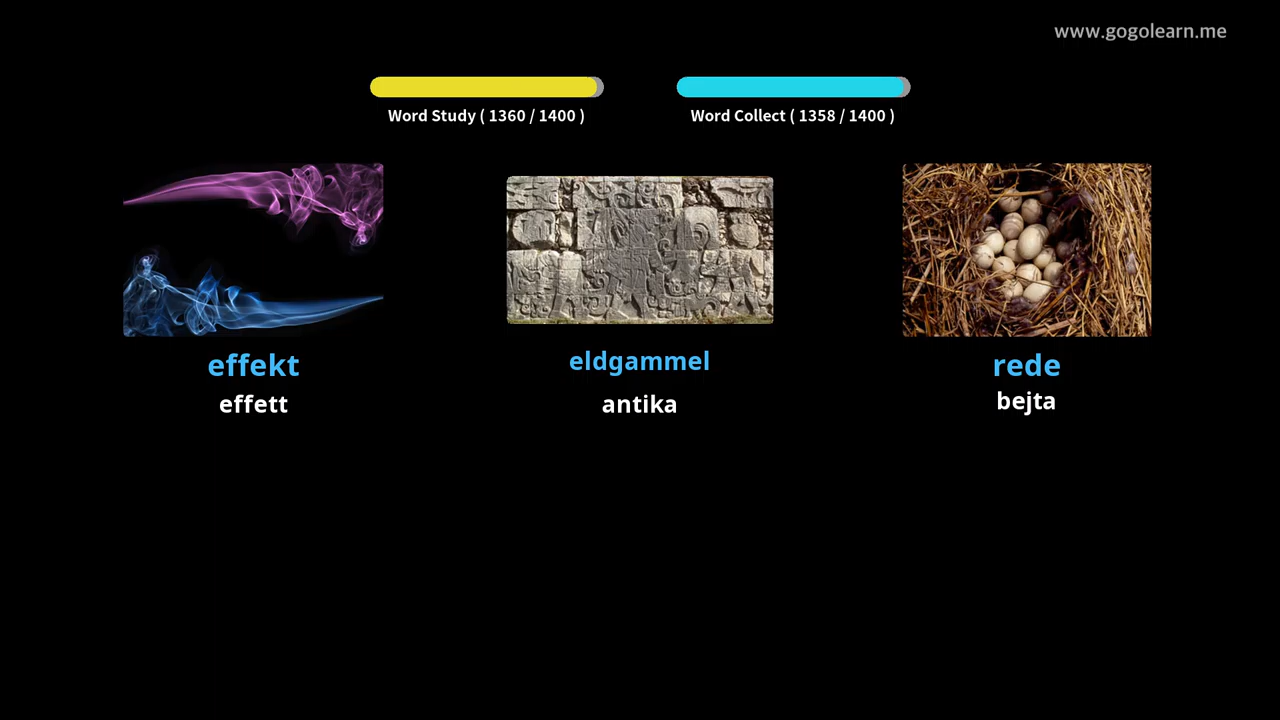 www.gogolearn.me
Word Study ( 1360 / 1400 )
Word Collect ( 1358 / 1400 )
effekt
effett
eldgammel
antika
rede
bejta